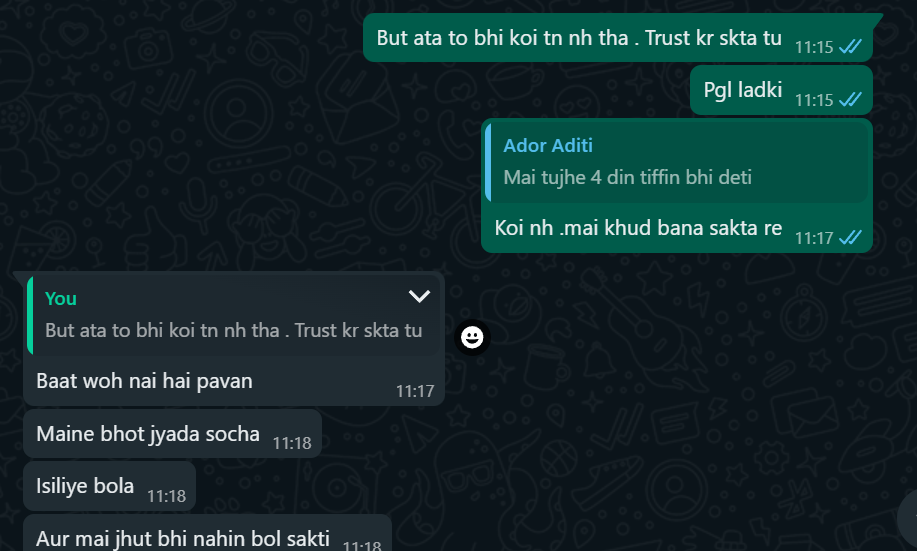 But ata to bhi koi tn nh tha . Trust kr skta tu 11:15
Pgl ladki 11:15
Ador Aditi
Mai tujhe 4 din tiffin bhi deti
Koi nh .mai khud bana sakta re 11:17
You
But ata to bhi koi tn nh tha . Trust kr skta tu
Baat woh nai hai pavan 11:17
Maine bhot jyada socha 11:18
Isiliye bola 11:18
Aur mai jhut bhi nahin bol sakti 11:18